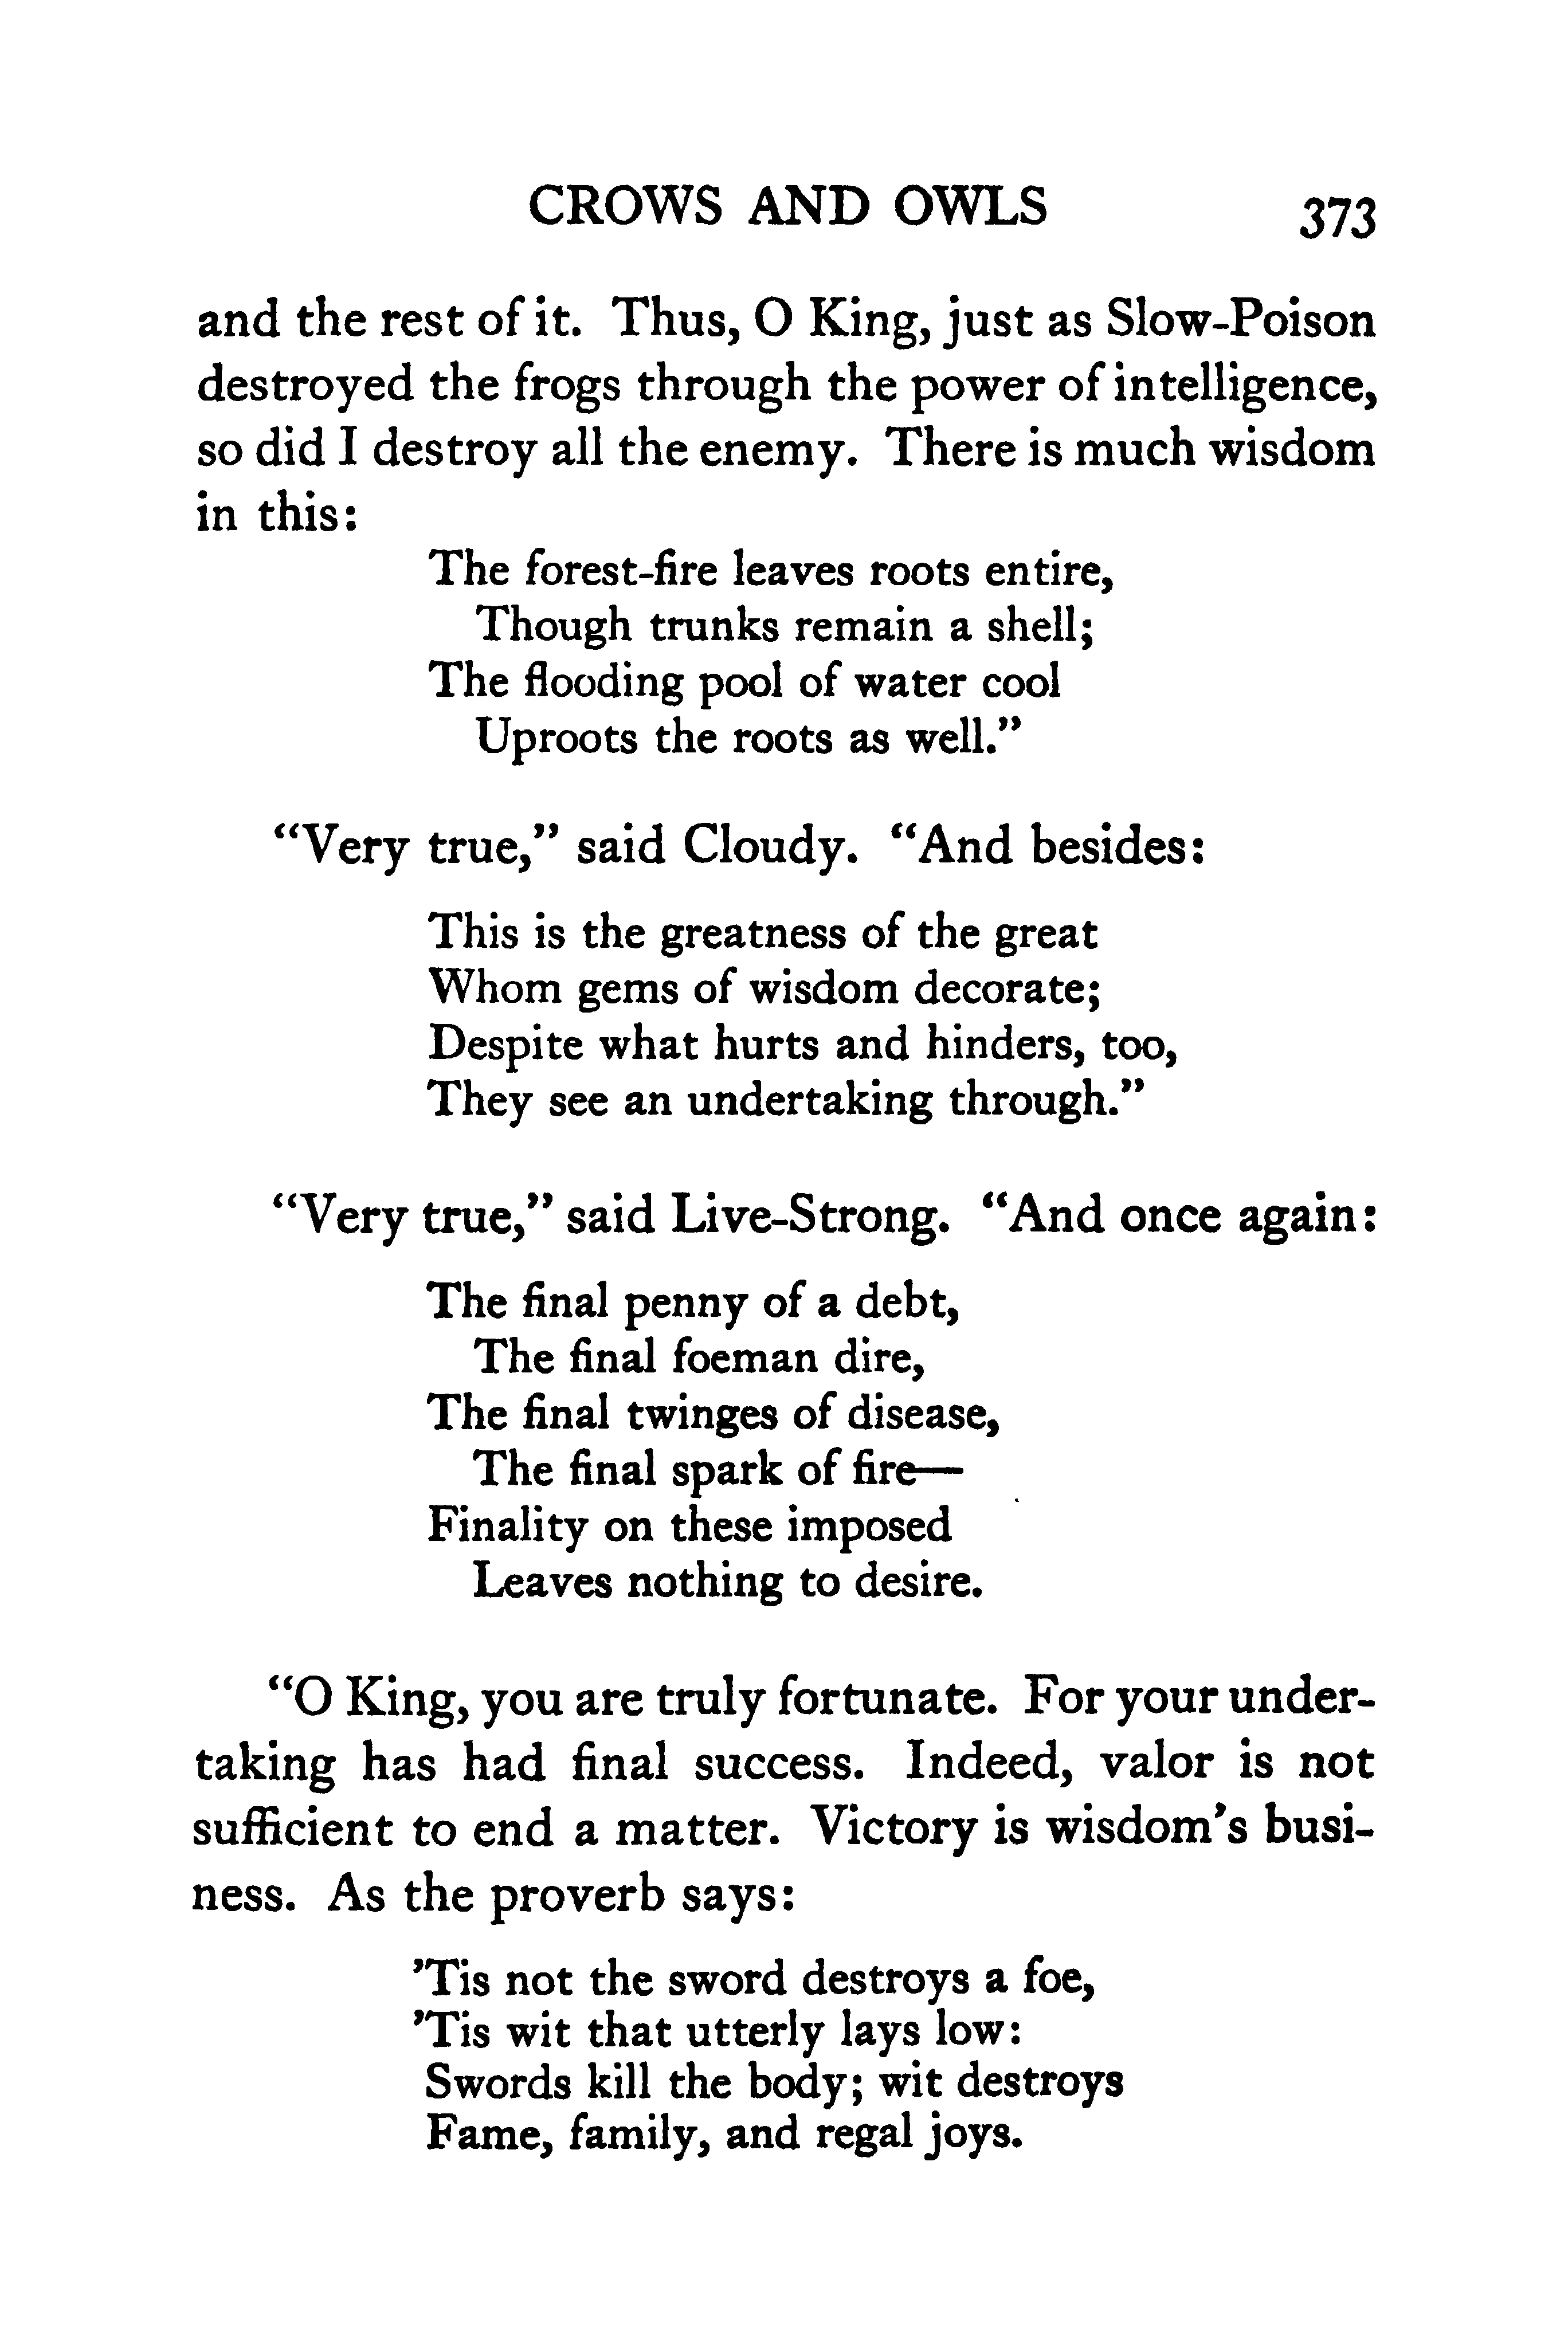 CROWS AND OWLS 373
and the rest of it. Thus, O King, just as Slow-Poison
destroyed the frogs through the power of intelligence,
so did I destroy all the enemy. There is much wisdom
in this:
The forest-fire leaves roots entire,
Though trunks remain a shell;
The flooding pool of water cool
Uproots the roots as well.”
“Very true,” said Cloudy. “And besides:
This is the greatness of the great
Whom gems of wisdom decorate;
Despite what hurts and hinders, too,
They see an undertaking through.”
“Very true,” said Live-Strong. “And once again:
The final penny of a debt,
The final foeman dire,
The final twinges of disease,
The final spark of fire—
Finality on these imposed
Leaves nothing to desire.
“O King, you are truly fortunate. For your under-
taking has had final success. Indeed, valor is not
sufficient to end a matter. Victory is wisdom’s busi-
ness. As the proverb says:
’Tis not the sword destroys a foe,
’Tis wit that utterly lays low:
Swords kill the body; wit destroys
Fame, family, and regal joys.